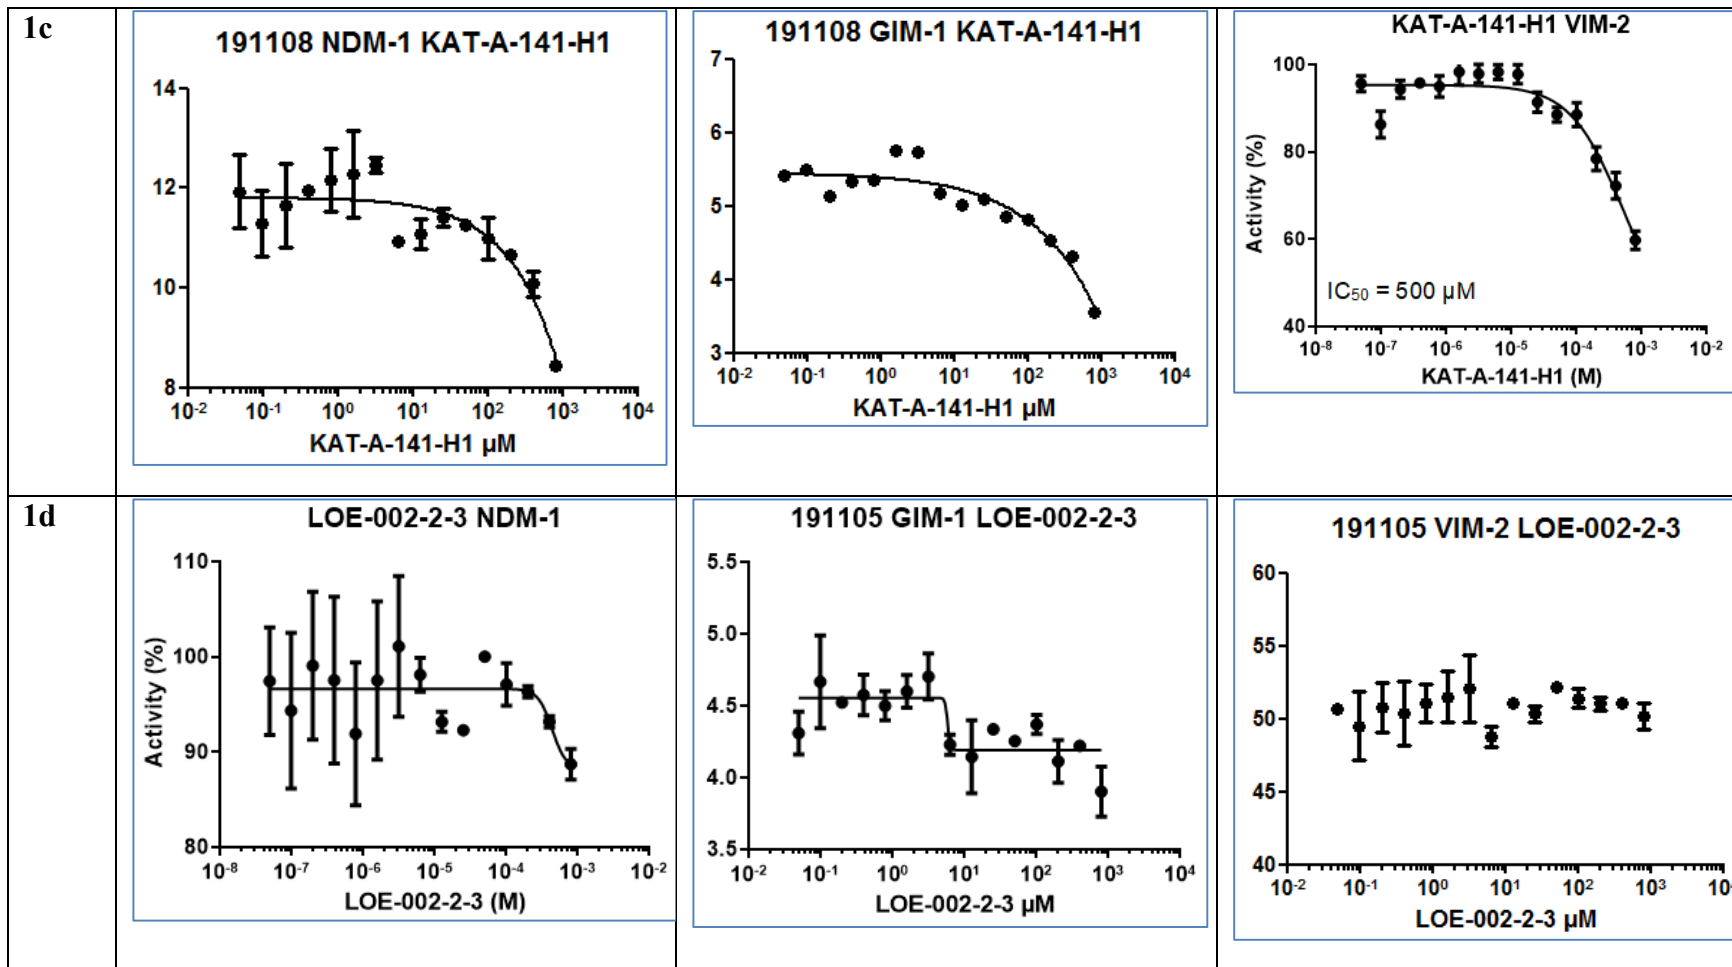 1c
191108 NDM-1 KAT-A-141-H1
14
12
10
8
10⁻² 10⁻¹ 10⁰ 10¹ 10² 10³ 10⁴
KAT-A-141-H1 µM
191108 GIM-1 KAT-A-141-H1
7
6
5
4
3
10⁻² 10⁻¹ 10⁰ 10¹ 10² 10³ 10⁴
KAT-A-141-H1 µM
KAT-A-141-H1 VIM-2
Activity (%)
100
80
60
40
IC₅₀ = 500 µM
10⁻⁸ 10⁻⁷ 10⁻⁶ 10⁻⁵ 10⁻⁴ 10⁻³ 10⁻²
KAT-A-141-H1 (M)
1d
LOE-002-2-3 NDM-1
Activity (%)
110
100
90
80
10⁻⁸ 10⁻⁷ 10⁻⁶ 10⁻⁵ 10⁻⁴ 10⁻³ 10⁻²
LOE-002-2-3 (M)
191105 GIM-1 LOE-002-2-3
5.5
5.0
4.5
4.0
3.5
10⁻² 10⁻¹ 10⁰ 10¹ 10² 10³ 10⁴
LOE-002-2-3 µM
191105 VIM-2 LOE-002-2-3
60
55
50
45
40
10⁻² 10⁻¹ 10⁰ 10¹ 10² 10³ 10⁴
LOE-002-2-3 µM